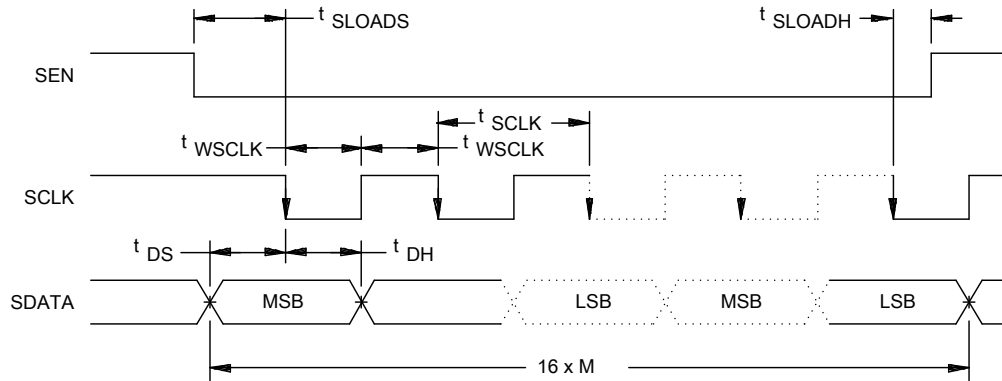 t SLOADS
t SLOADH
SEN
t SCLK
t WSCLK
t WSCLK
SCLK
t DS
t DH
SDATA
MSB
LSB
MSB
LSB
16 x M